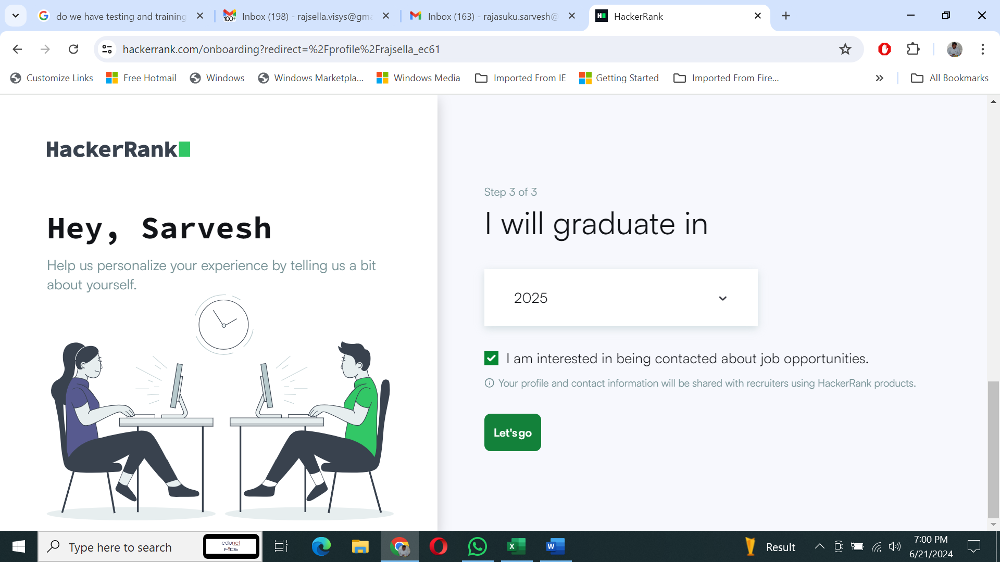 do we have testing and training
Inbox (198) - rajsella.visys@gma
Inbox (163) - rajasuku.sarvesh@
HackerRank
hackerrank.com/onboarding?redirect=%2Fprofile%2Frajsella_ec61
Customize Links
Free Hotmail
Windows
Windows Marketpla...
Windows Media
Imported From IE
Getting Started
Imported From Fire...
All Bookmarks
HackerRank
Hey, Sarvesh
Help us personalize your experience by telling us a bit
about yourself.
Step 3 of 3
I will graduate in
2025
I am interested in being contacted about job opportunities.
Your profile and contact information will be shared with recruiters using HackerRank products.
Let's go
Type here to search
edunet
FICE
Result
7:00 PM
6/21/2024